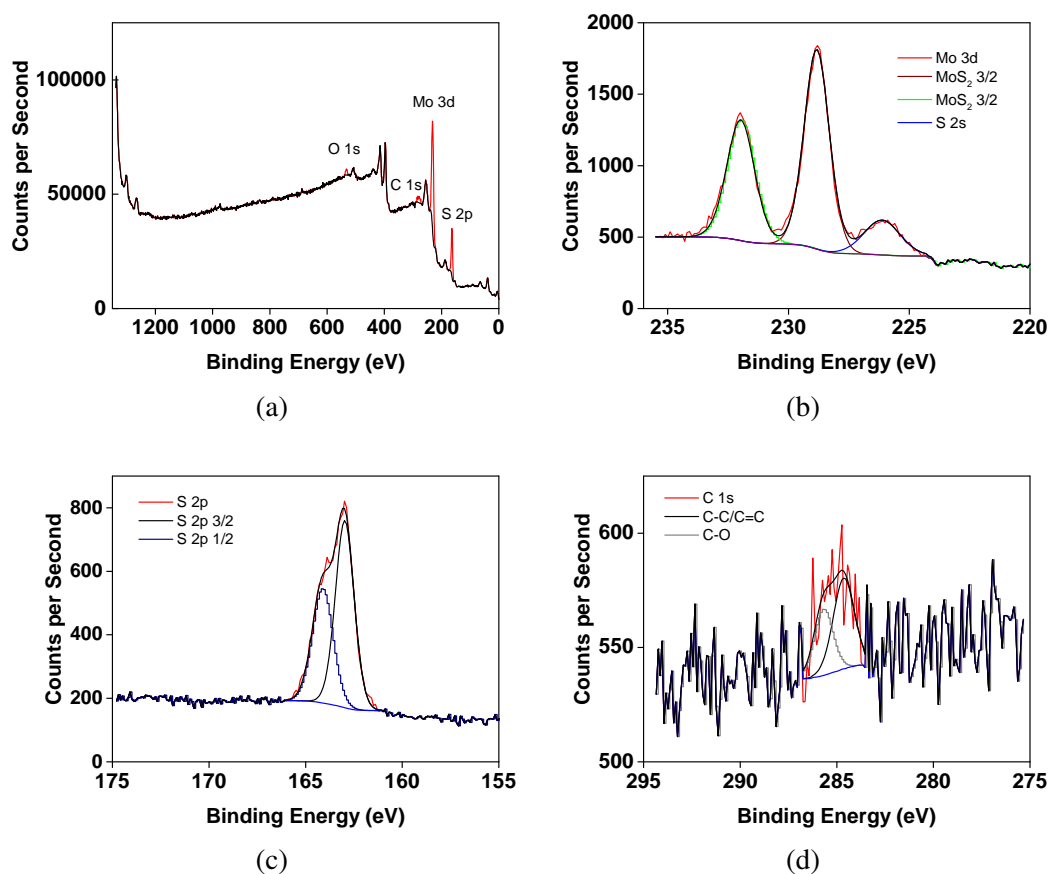 100000
50000
0
Counts per Second
O 1s
C 1s
Mo 3d
S 2p
1200 1000 800 600 400 200 0
Binding Energy (eV)
(a)
2000
1500
1000
500
0
Counts per Second
Mo 3d
MoS₂ 3/2
MoS₂ 3/2
S 2s
235 230 225 220
Binding Energy (eV)
(b)
800
600
400
200
0
Counts per Second
S 2p
S 2p 3/2
S 2p 1/2
175 170 165 160 155
Binding Energy (eV)
(c)
600
550
500
Counts per Second
C 1s
C-C/C=C
C-O
295 290 285 280 275
Binding Energy (eV)
(d)